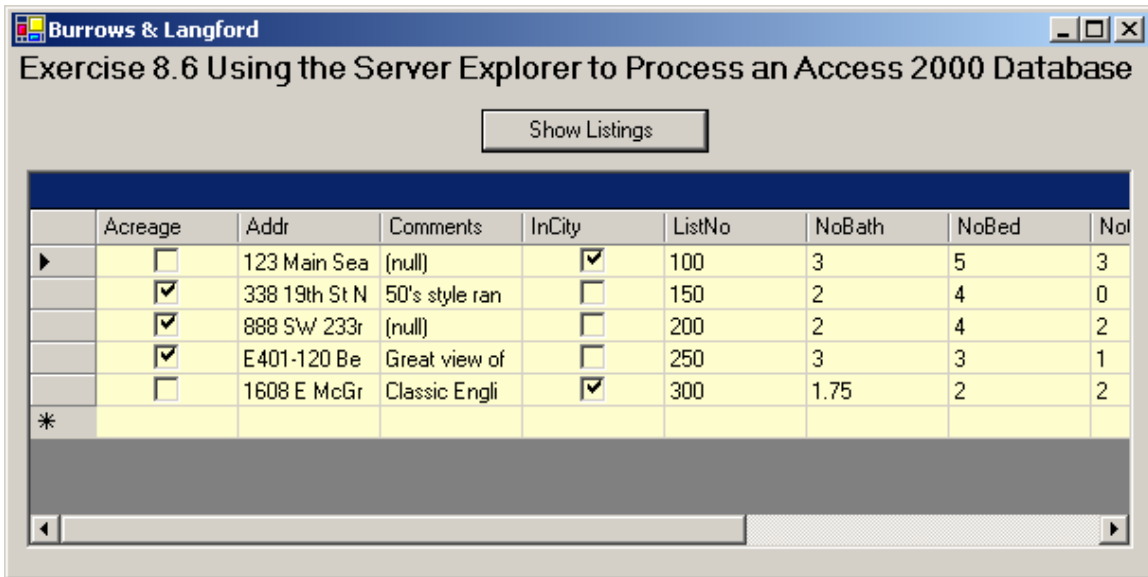 Burrows & Langford
Exercise 8.6 Using the Server Explorer to Process an Access 2000 Database
Show Listings
Acreage Addr Comments InCity ListNo NoBath NoBed
123 Main Sea (null) 100 3 5 3
338 19th St N 50's style ran 150 2 4 0
888 SW 233r (null) 200 2 4 2
E401-120 Be Great view of 250 3 3 1
1608 E McGr Classic Engli 300 1.75 2 2